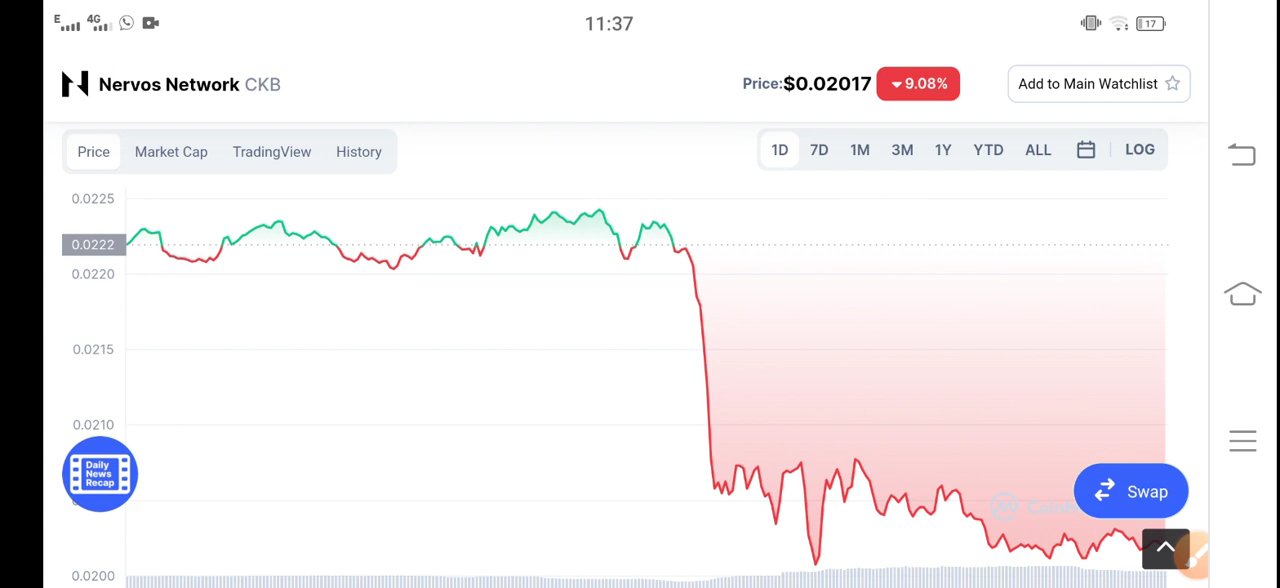 E 4G 11:37 17
Nervos Network CKB Price:$0.02017 9.08% Add to Main Watchlist
Price Market Cap TradingView History 1D 7D 1M 3M 1Y YTD ALL LOG
0.0225
0.0222
0.0220
0.0215
0.0210
Daily
News
Recap
Swap
0.0200